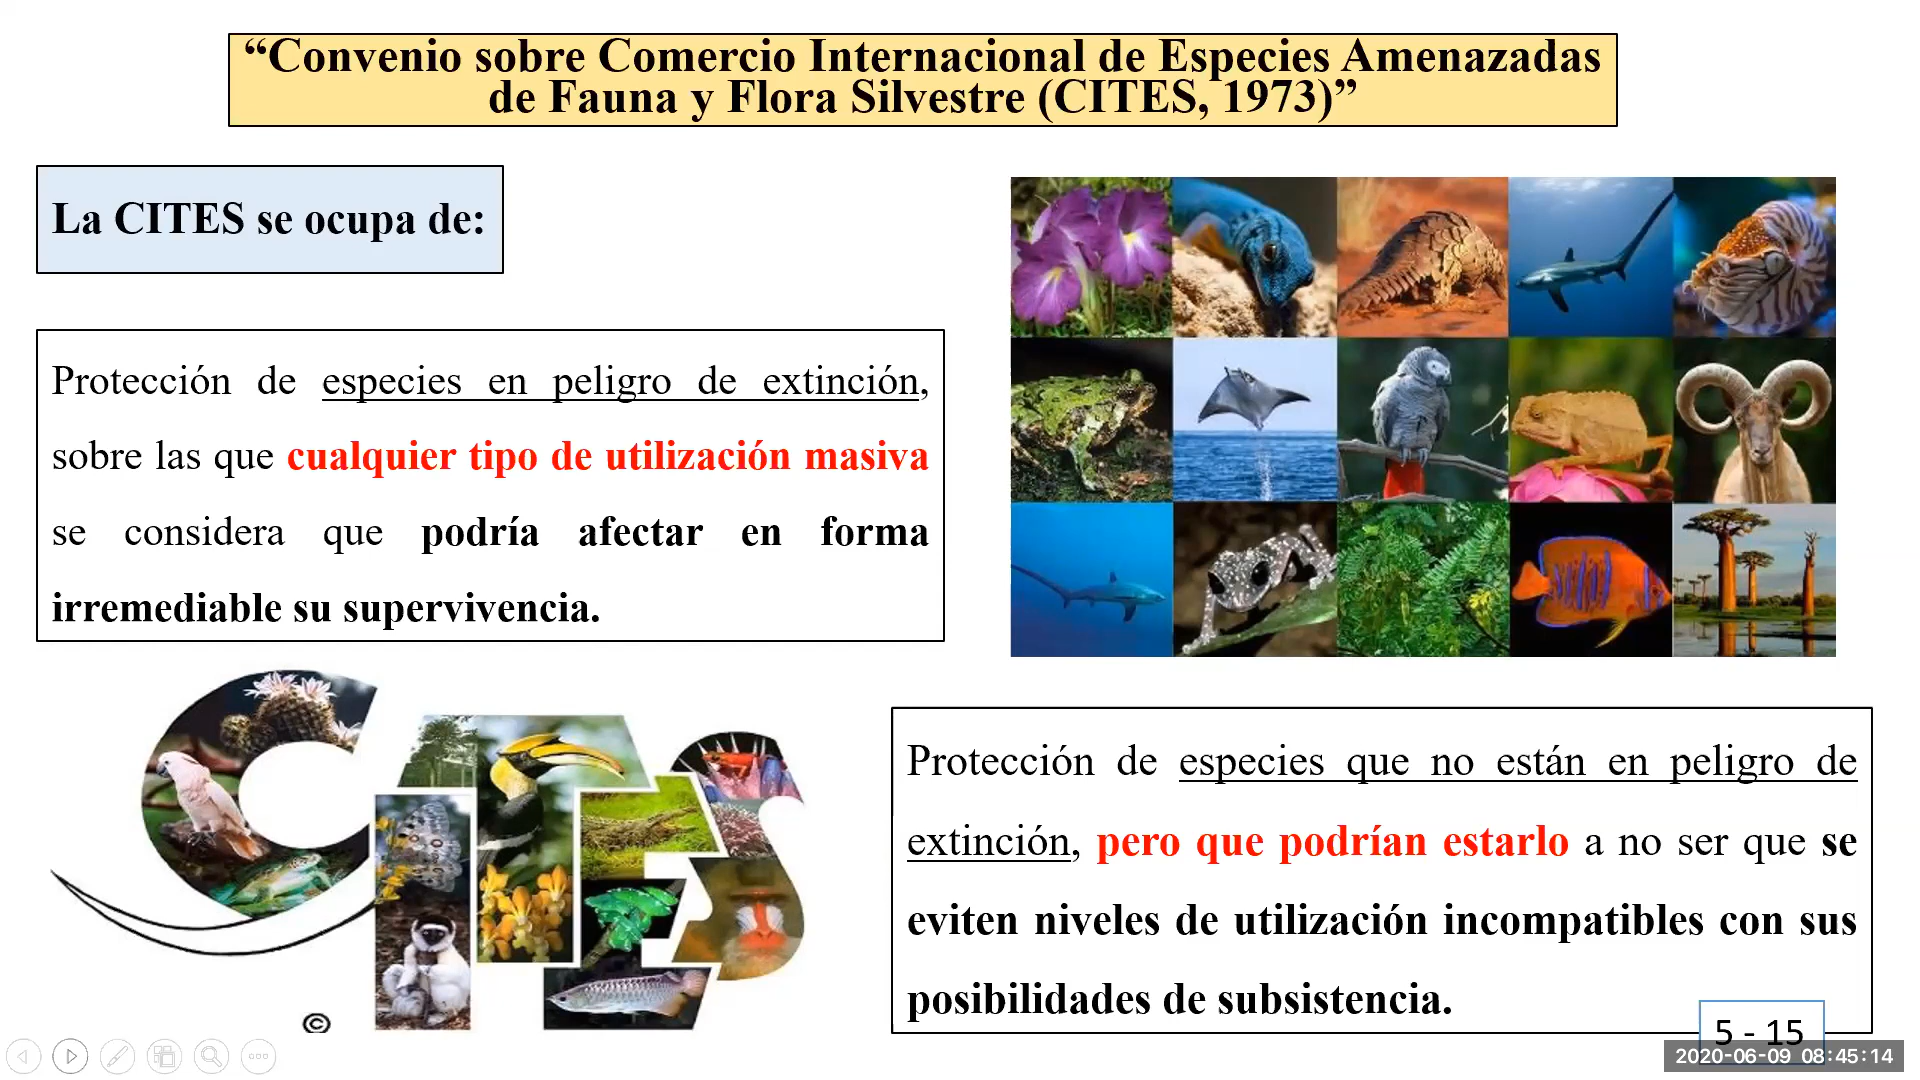 “Convenio sobre Comercio Internacional de Especies Amenazadas
de Fauna y Flora Silvestre (CITES, 1973)”
La CITES se ocupa de:
Protección de especies en peligro de extinción,
sobre las que cualquier tipo de utilización masiva
se considera que podría afectar en forma
irremediable su supervivencia.
CITES
©
Protección de especies que no están en peligro de
extinción, pero que podrían estarlo a no ser que se
eviten niveles de utilización incompatibles con sus
posibilidades de subsistencia.
5 - 15
2020-06-09 08:45:14